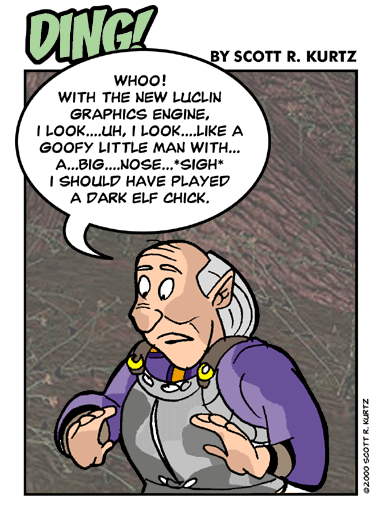 DING!
BY SCOTT R. KURTZ
WHOO!
WITH THE NEW LUCLIN
GRAPHICS ENGINE,
I LOOK....UH, I LOOK....LIKE A
GOOFY LITTLE MAN WITH...
A...BIG....NOSE...*SIGH*
I SHOULD HAVE PLAYED
A DARK ELF CHICK.
©2000 SCOTT R. KURTZ